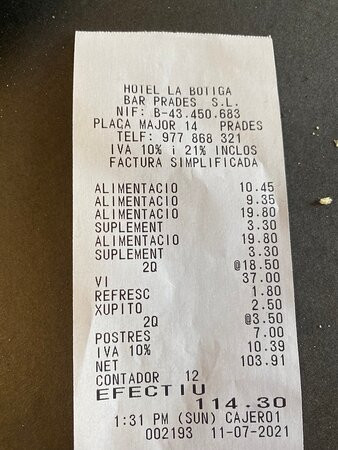 HOTEL LA BOTIGA
BAR PRADES S.L.
NIF: B-43.450.683
PLAÇA MAJOR 14 PRADES
TELF: 977 868 321
IVA 10% i 21% INCLOS
FACTURA SIMPLIFICADA
ALIMENTACIO 10.45
ALIMENTACIO 9.35
ALIMENTACIO 19.80
SUPLEMENT 3.30
ALIMENTACIO 19.80
SUPLEMENT 3.30
2Q @18.50
VI 37.00
REFRESC 1.80
XUPITO 2.50
2Q @3.50
POSTRES 7.00
IVA 10% 10.39
NET 103.91
CONTADOR 12
EFECTIU
114.30
1:31 PM (SUN) CAJERO1
002193 11-07-2021